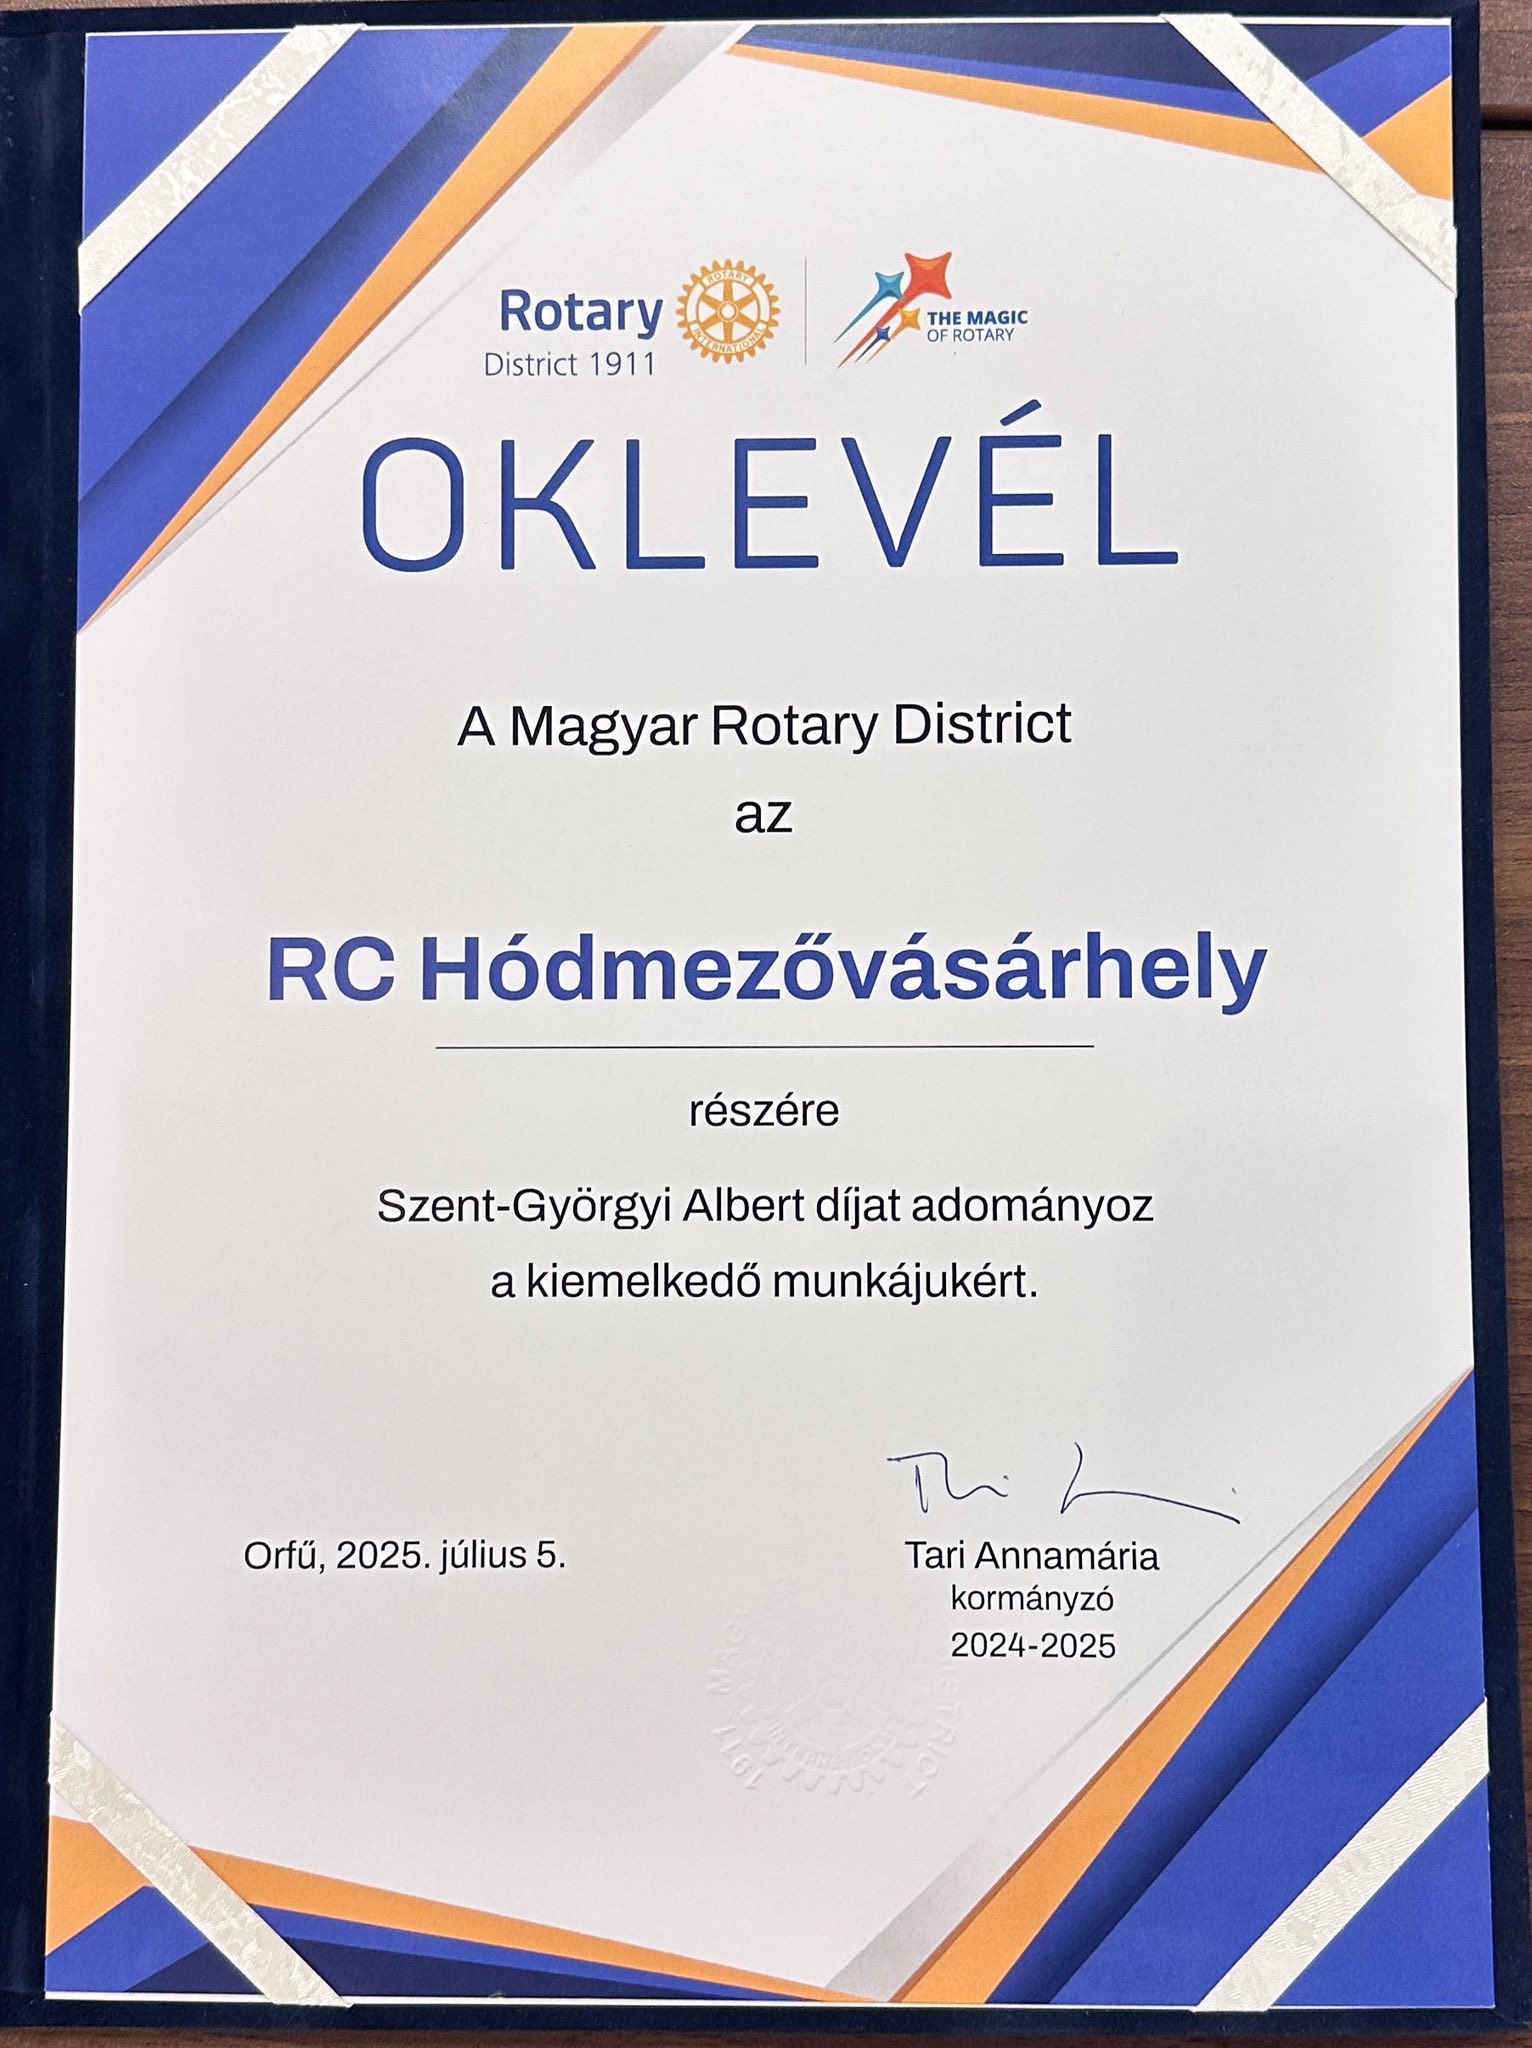 Rotary
District 1911
ROTARY
INTERNATIONAL
THE MAGIC
OF ROTARY
OKLEVÉL
A Magyar Rotary District
az
RC Hódmezővásárhely
részére
Szent-Györgyi Albert díjat adományoz
a kiemelkedő munkájukért.
Orfű, 2025. július 5.
Tari Annamária
kormányzó
2024-2025
1911